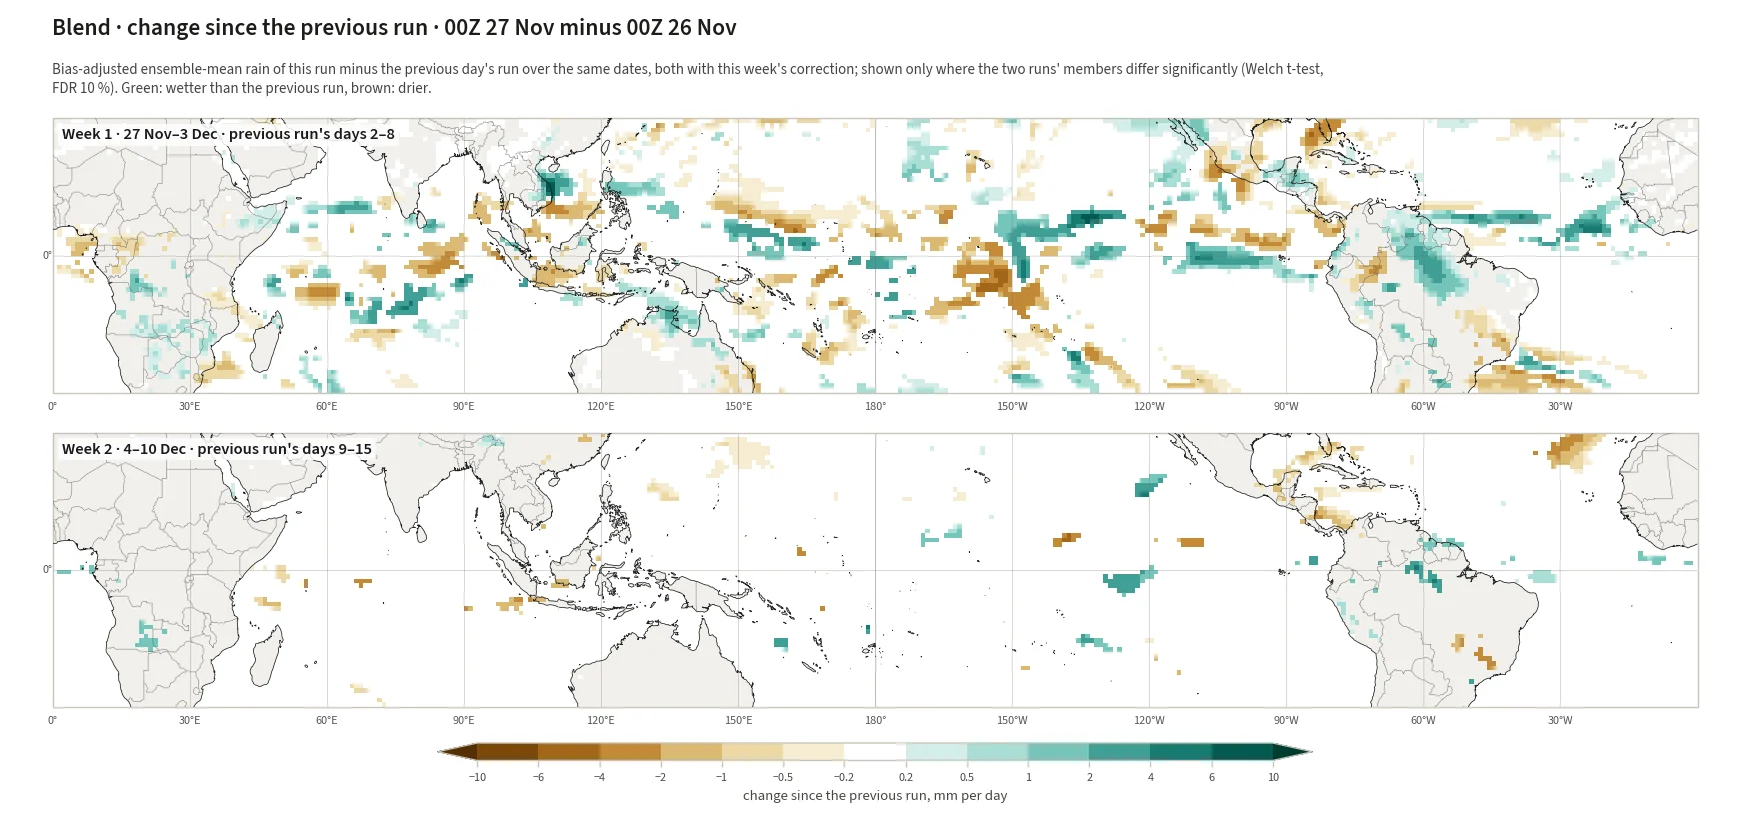 Blend · change since the previous run · 00Z 27 Nov minus 00Z 26 Nov
Bias-adjusted ensemble-mean rain of this run minus the previous day's run over the same dates, both with this week's correction; shown only where the two runs' members differ significantly (Welch t-test,
FDR 10 %). Green: wetter than the previous run, brown: drier.
Week 1 · 27 Nov–3 Dec · previous run's days 2–8
0°
0° 30°E 60°E 90°E 120°E 150°E 180° 150°W 120°W 90°W 60°W 30°W
Week 2 · 4–10 Dec · previous run's days 9–15
0°
0° 30°E 60°E 90°E 120°E 150°E 180° 150°W 120°W 90°W 60°W 30°W
−10 −6 −4 −2 −1 −0.5 −0.2 0.2 0.5 1 2 4 6 10
change since the previous run, mm per day